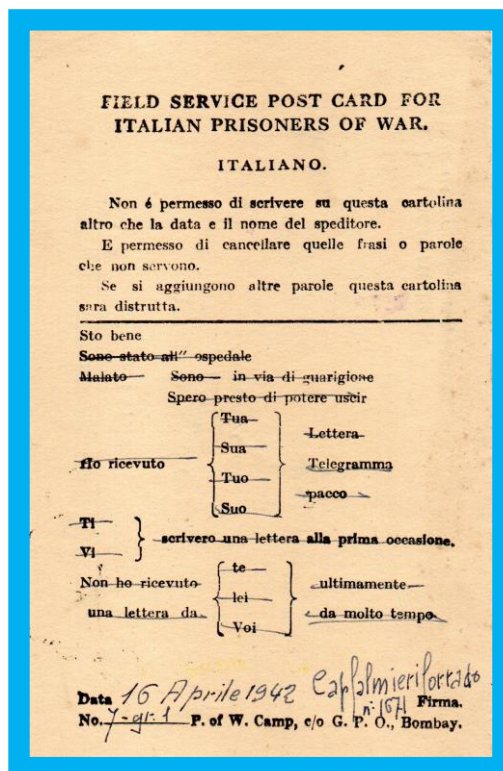 FIELD SERVICE POST CARD FOR
ITALIAN PRISONERS OF WAR.
ITALIANO.
Non é permesso di scrivere su questa cartolina
altro che la data e il nome del speditore.
E permesso di cancellare quelle frasi o parole
che non servono.
Se si aggiungono altre parole questa cartolina
sara distrutta.
Sto bene
Sono stato all" ospedale
Malato Sono in via di guarigione
Spero presto di potere uscir
Tua
Lettera
Sua
Ho ricevuto
Telegramma
Tuo
pacco
Suo
Ti
scrivero una lettera alla prima occasione.
Vi
Non ho ricevuto te ultimamente
lei
una lettera da da molto tempo
Voi
Data 16 Aprile 1942 Cap Palmieri Corrado Firma.
n. 1671
No. 7-gr. 1 P. of W. Camp, c/o G. P. O., Bombay.